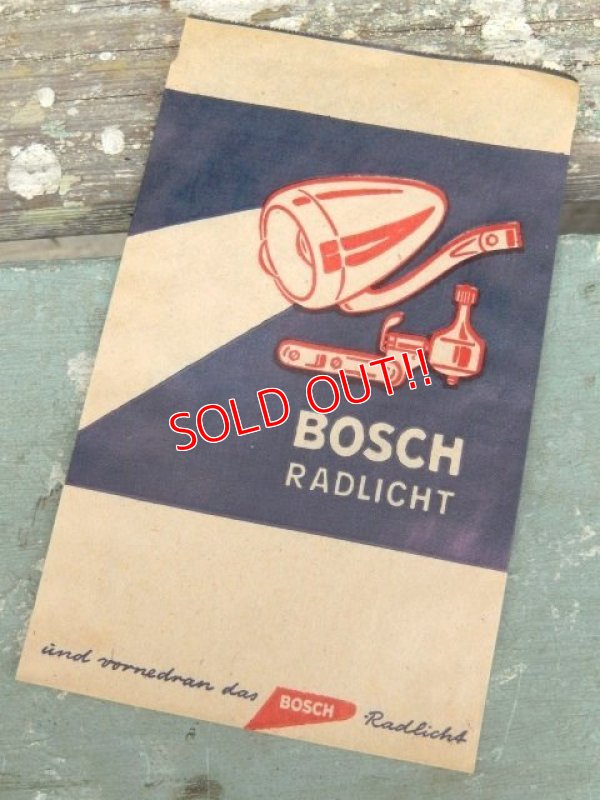 SOLD OUT!!
BOSCH
RADLICHT
und vornedran das BOSCH-Radlicht